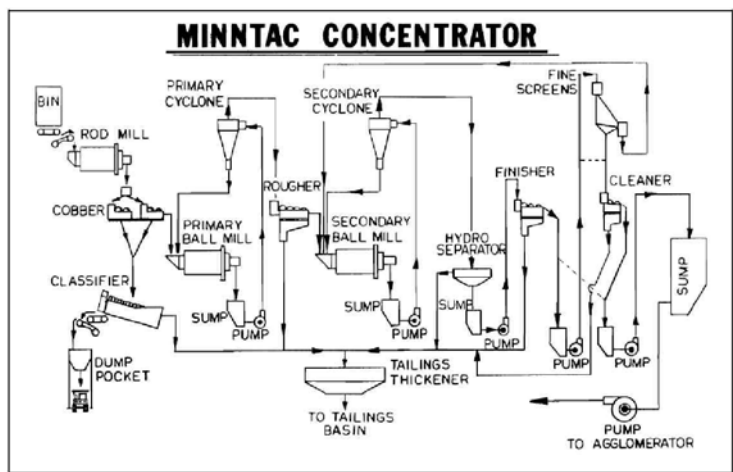 MINNTAC CONCENTRATOR
BIN
ROD MILL
COBBER
CLASSIFIER
DUMP
POCKET
PRIMARY
CYCLONE
PRIMARY
BALL MILL
SUMP
PUMP
ROUGHER
SECONDARY
CYCLONE
SECONDARY
BALL MILL
SUMP
PUMP
HYDRO
SEPARATOR
SUMP
PUMP
FINISHER
FINE
SCREENS
CLEANER
PUMP
PUMP
SUMP
TAILINGS
THICKENER
TO TAILINGS
BASIN
PUMP
TO AGGLOMERATOR